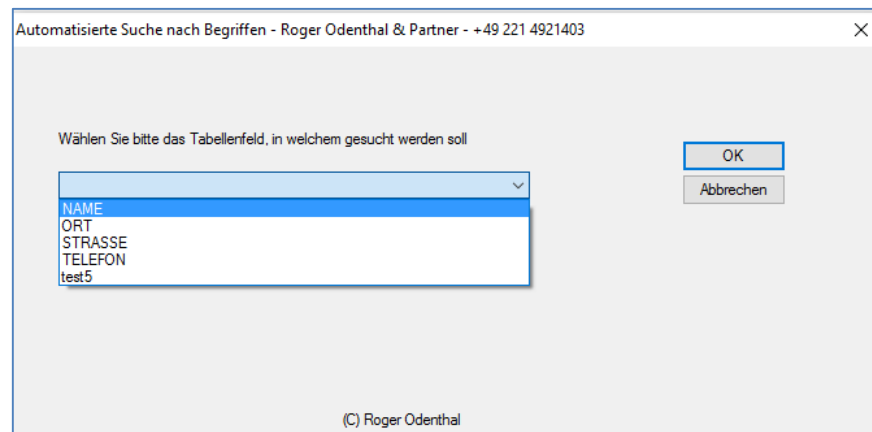 Automatisierte Suche nach Begriffen - Roger Odenthal & Partner - +49 221 4921403
Wählen Sie bitte das Tabellenfeld, in welchem gesucht werden soll
OK
Abbrechen
NAME
ORT
STRASSE
TELEFON
test5
(C) Roger Odenthal